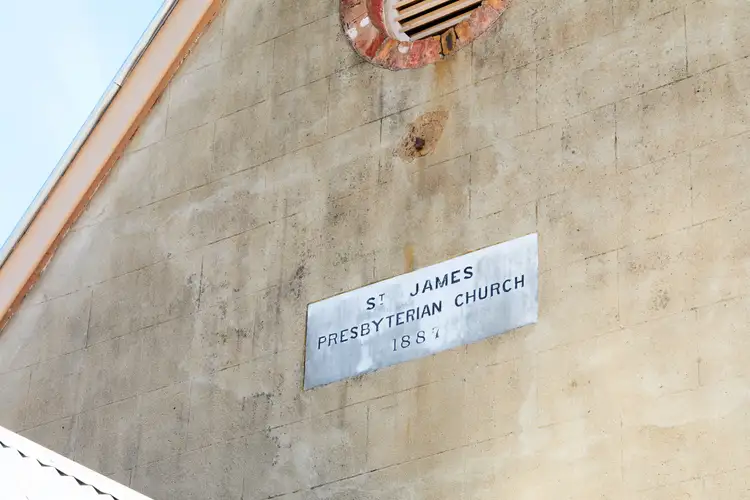 ST JAMES
PRESBYTERIAN CHURCH
1887